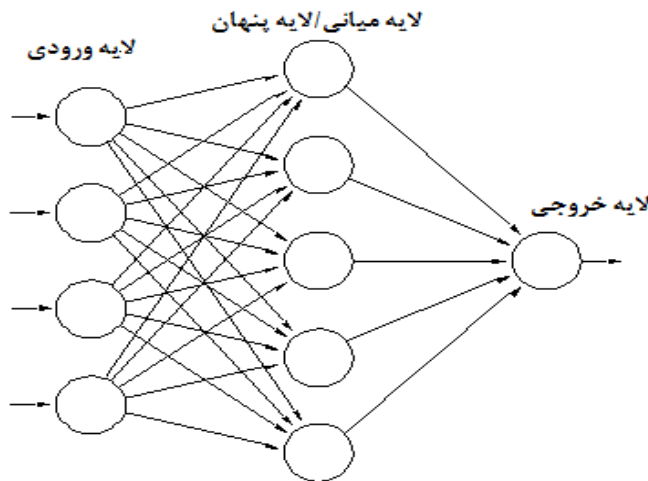 لایه میانی/لایه پنهان
لایه ورودی
لایه خروجی